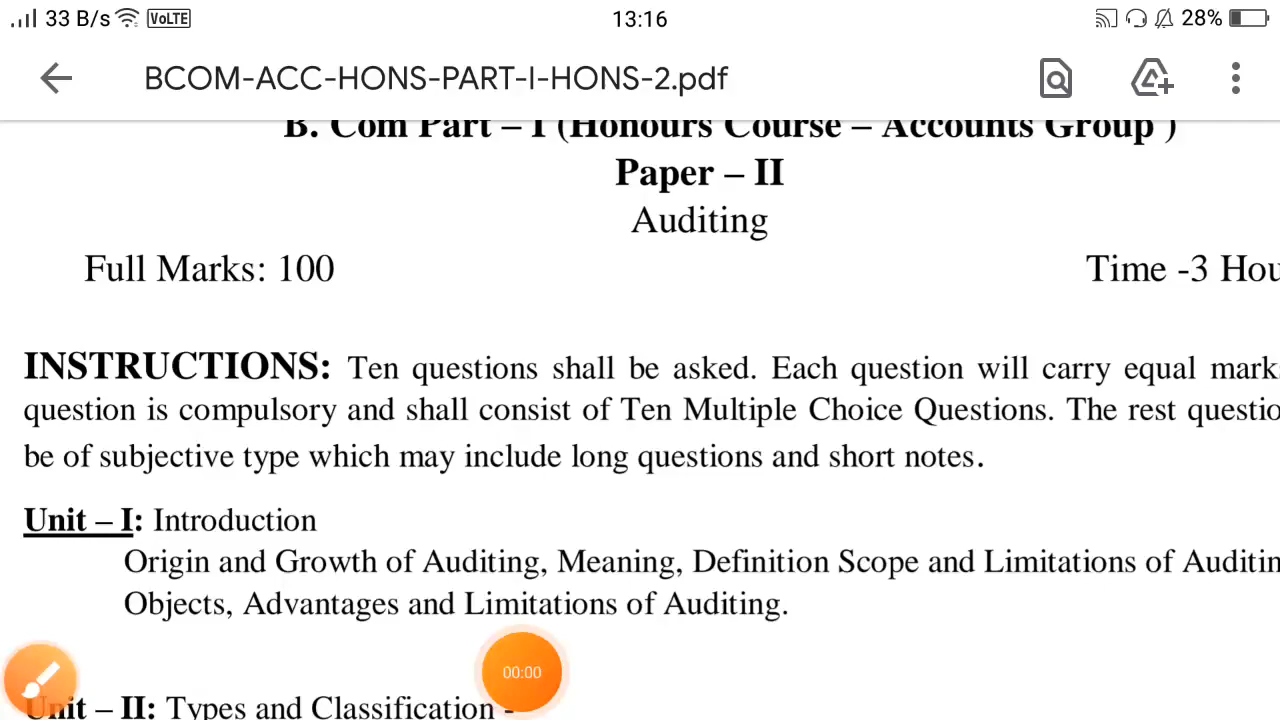 33 B/s VoLTE 13:16 28%
BCOM-ACC-HONS-PART-I-HONS-2.pdf
B. Com Part – I (Honours Course – Accounts Group )
Paper – II
Auditing
Full Marks: 100 Time -3 Hou
INSTRUCTIONS: Ten questions shall be asked. Each question will carry equal mark
question is compulsory and shall consist of Ten Multiple Choice Questions. The rest questio
be of subjective type which may include long questions and short notes.
Unit – I: Introduction
Origin and Growth of Auditing, Meaning, Definition Scope and Limitations of Auditin
Objects, Advantages and Limitations of Auditing.
00:00
Unit – II: Types and Classification -